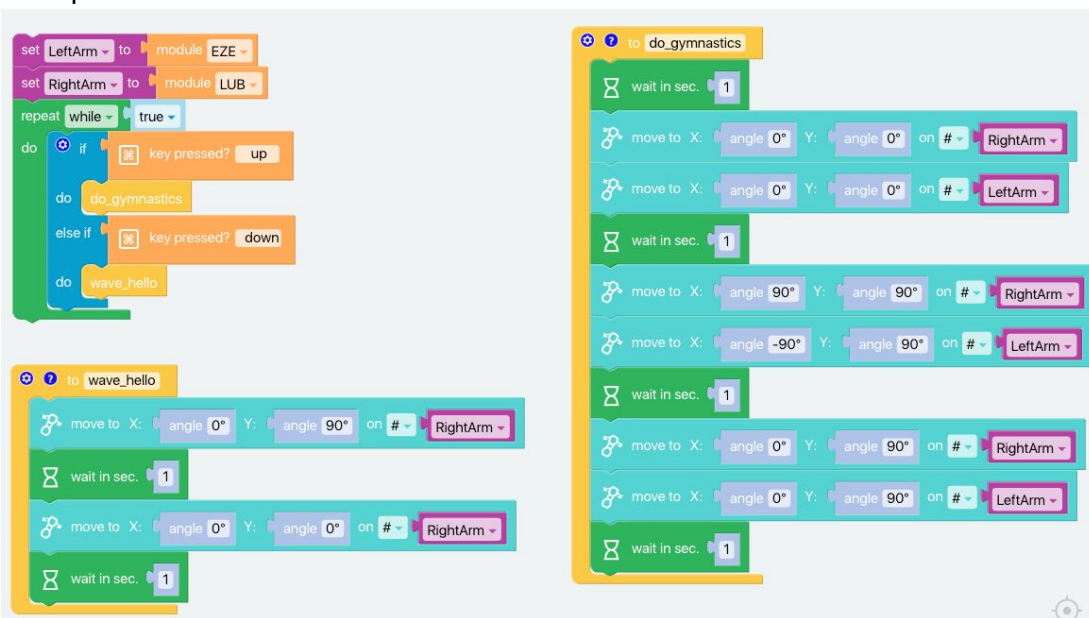 set LeftArm to module EZE
set RightArm to module LUB
repeat while true
do if key pressed? up
do do_gymnastics
else if key pressed? down
do wave_hello
to wave_hello
move to X: angle 0° Y: angle 90° on # RightArm
wait in sec. 1
move to X: angle 0° Y: angle 0° on # RightArm
wait in sec. 1
to do_gymnastics
wait in sec. 1
move to X: angle 0° Y: angle 0° on # RightArm
move to X: angle 0° Y: angle 0° on # LeftArm
wait in sec. 1
move to X: angle 90° Y: angle 90° on # RightArm
move to X: angle -90° Y: angle 90° on # LeftArm
wait in sec. 1
move to X: angle 0° Y: angle 90° on # RightArm
move to X: angle 0° Y: angle 90° on # LeftArm
wait in sec. 1